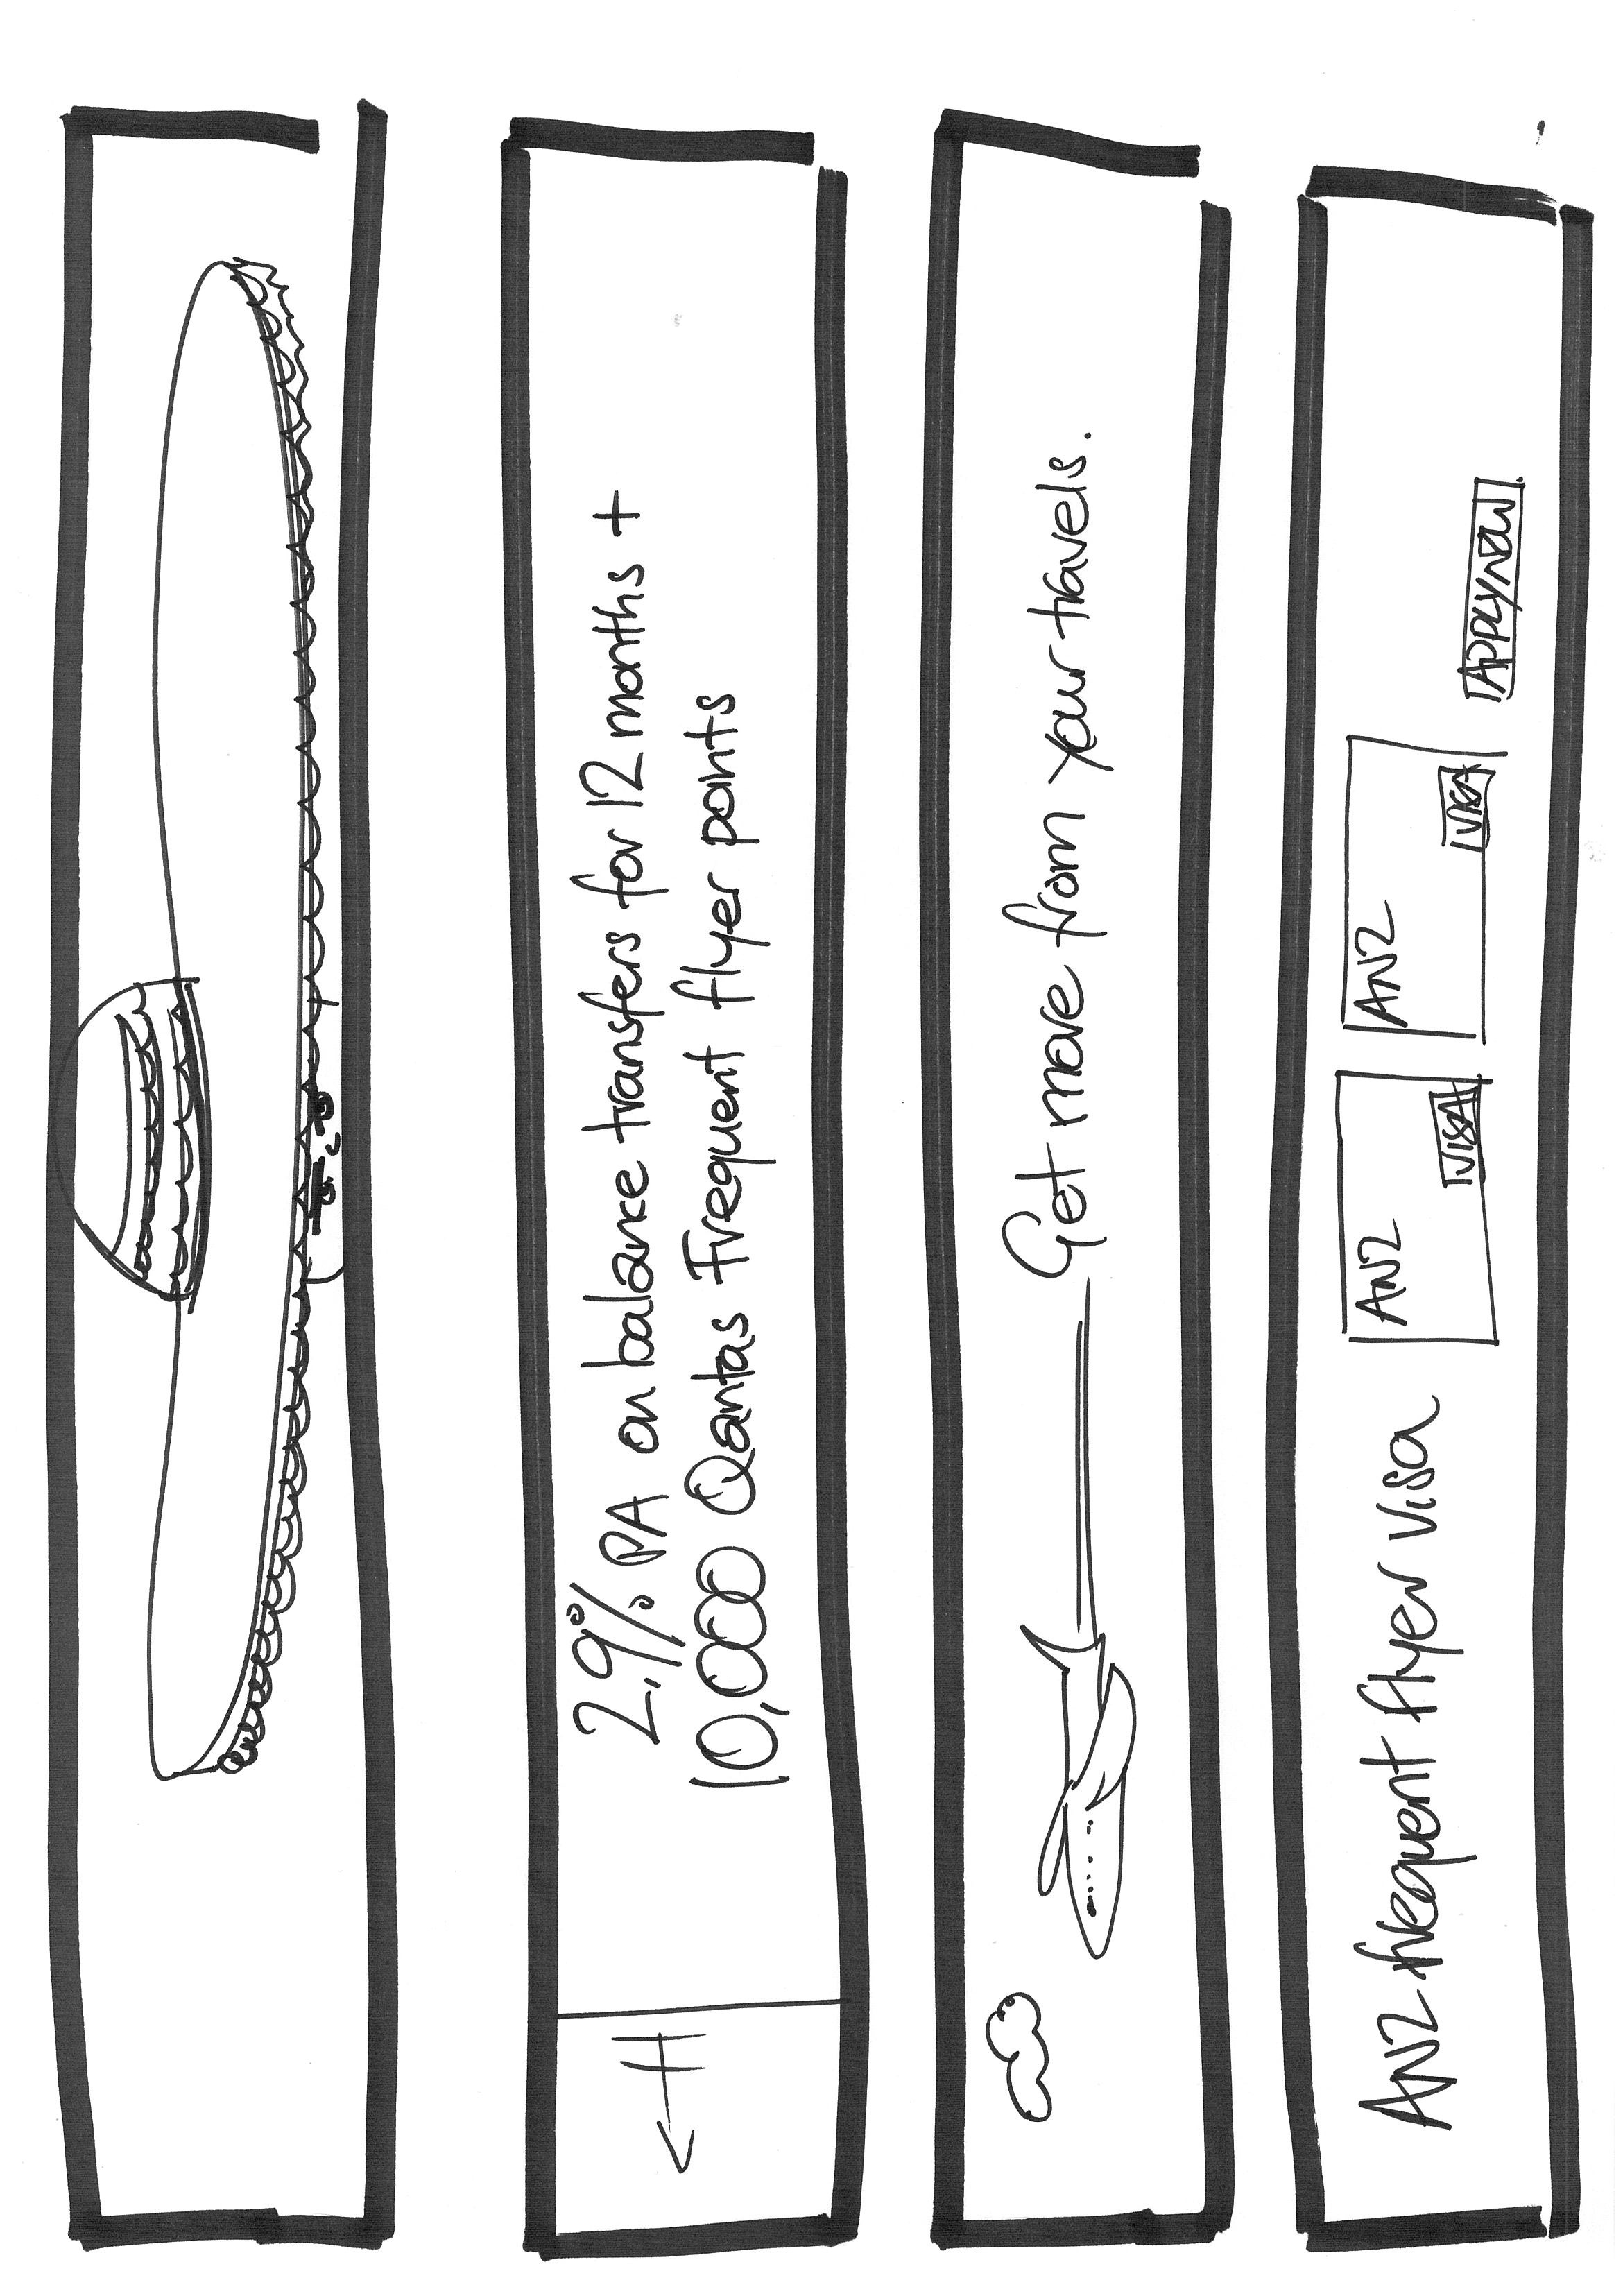 2.9% PA on balance transfers for 12 months +
10,000 Qantas Frequent flyer points
Get more from your travels.
ANZ frequent flyer visa
ANZ
VISA
ANZ
VISA
APPLY NOW